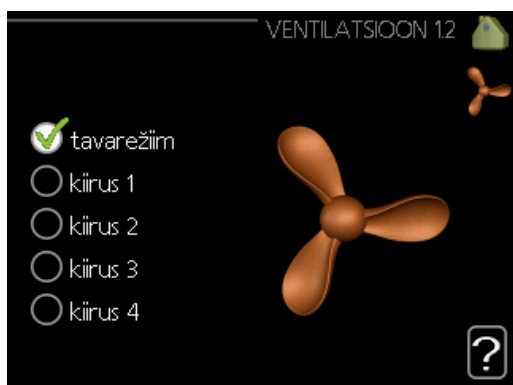 VENTILATSIOON 1.2
tavarežiim
kiirus 1
kiirus 2
kiirus 3
kiirus 4
?